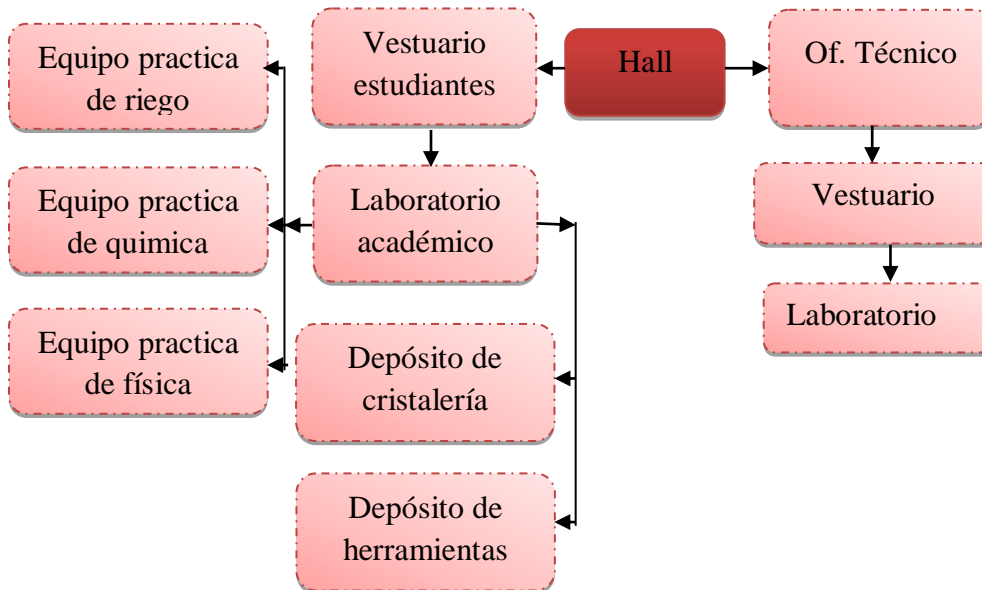 Equipo practica
de riego
Vestuario
estudiantes
Hall
Of. Técnico
Equipo practica
de quimica
Laboratorio
académico
Vestuario
Equipo practica
de física
Depósito de
cristalería
Laboratorio
Depósito de
herramientas